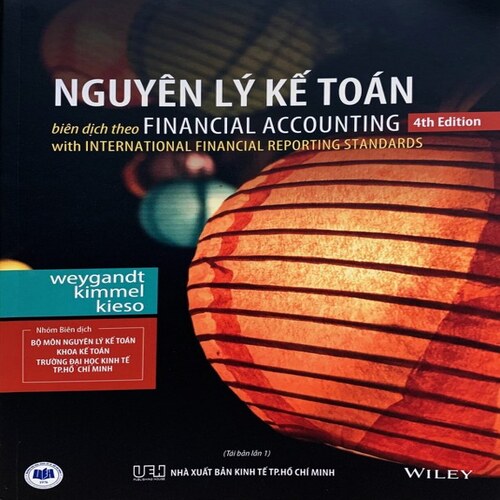 NGUYÊN LÝ KẾ TOÁN
biên dịch theo FINANCIAL ACCOUNTING 4th Edition
with INTERNATIONAL FINANCIAL REPORTING STANDARDS
weygandt
kimmel
kieso
Nhóm Biên dịch
BỘ MÔN NGUYÊN LÝ KẾ TOÁN
KHOA KẾ TOÁN
TRƯỜNG ĐẠI HỌC KINH TẾ
TP.HỒ CHÍ MINH
(Tái bản lần 1)
UEH NHÀ XUẤT BẢN KINH TẾ TP.HỒ CHÍ MINH
WILEY